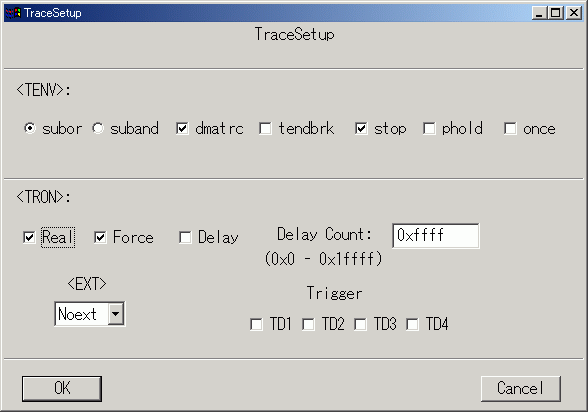 TraceSetup
TraceSetup
<TENV>:
subor suband dmatrc tendbrk stop phold once
<TRON>:
Real Force Delay Delay Count: 0xffff
(0x0 - 0x1ffff)
<EXT>
Trigger
Noext
TD1 TD2 TD3 TD4
OK Cancel